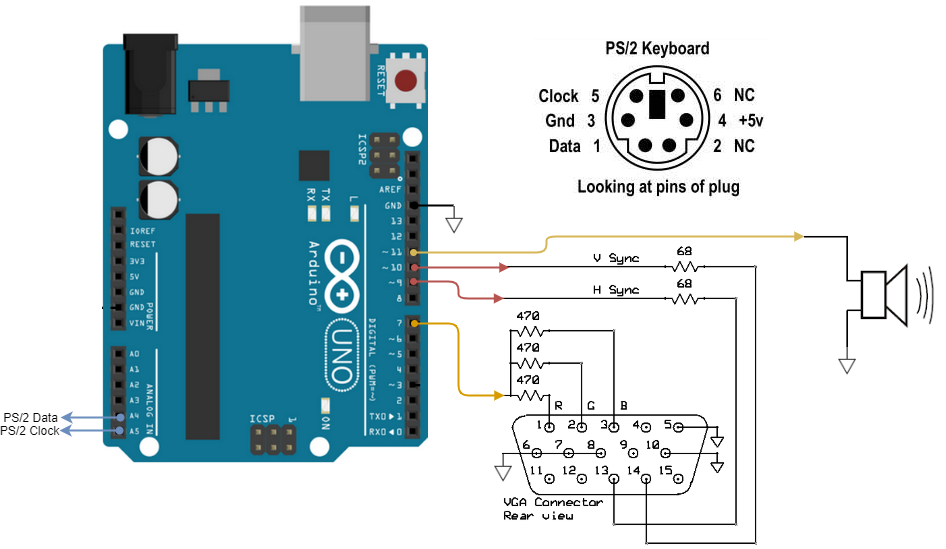 PS/2 Keyboard
Clock 5
6 NC
Gnd 3
4 +5v
Data 1
2 NC
Looking at pins of plug
RESET
ICSP2
AREF
GND
13
12
~11
~10
~9
8
7
~6
~5
4
~3
2
TX0▶1
RX0◀0
RX
TX
L
Arduino™
UNO
DIGITAL (PWM=~)
IOREF
RESET
3V3
5V
GND
GND
VIN
POWER
A0
A1
A2
A3
A4
A5
ANALOG IN
ICSP
1
ON
PS/2 Data
PS/2 Clock
V Sync
68
H Sync
68
470
470
470
R
G
B
1
2
3
4
5
6
7
8
9
10
11
12
13
14
15
VGA Connector
Rear view